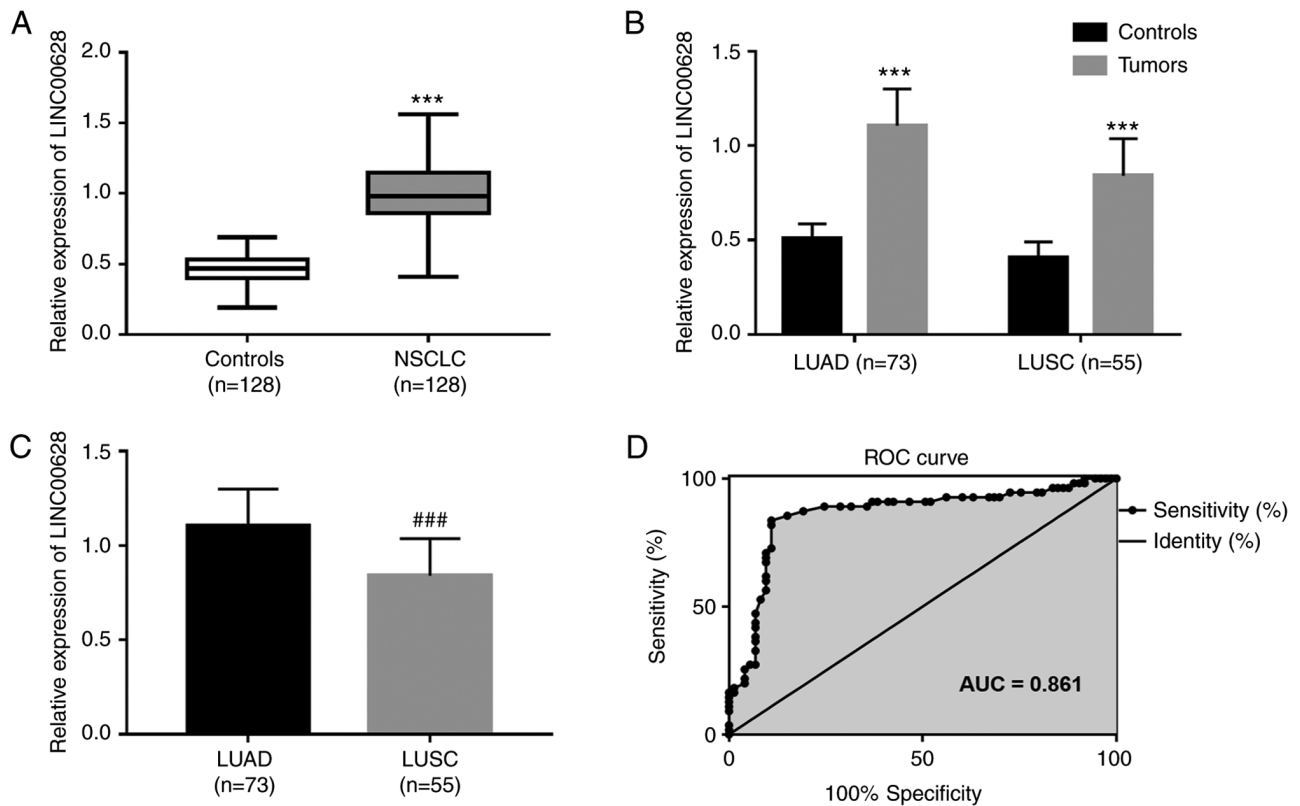 A
Relative expression of LINC00628
2.0
1.5
1.0
0.5
0.0
***
Controls
(n=128)
NSCLC
(n=128)
B
Relative expression of LINC00628
1.5
1.0
0.5
0.0
***
***
Controls
Tumors
LUAD (n=73)
LUSC (n=55)
C
Relative expression of LINC00628
1.5
1.0
0.5
0.0
###
LUAD
(n=73)
LUSC
(n=55)
D
ROC curve
Sensitivity (%)
100
50
0
AUC = 0.861
Sensitivity (%)
Identity (%)
0
50
100
100% Specificity